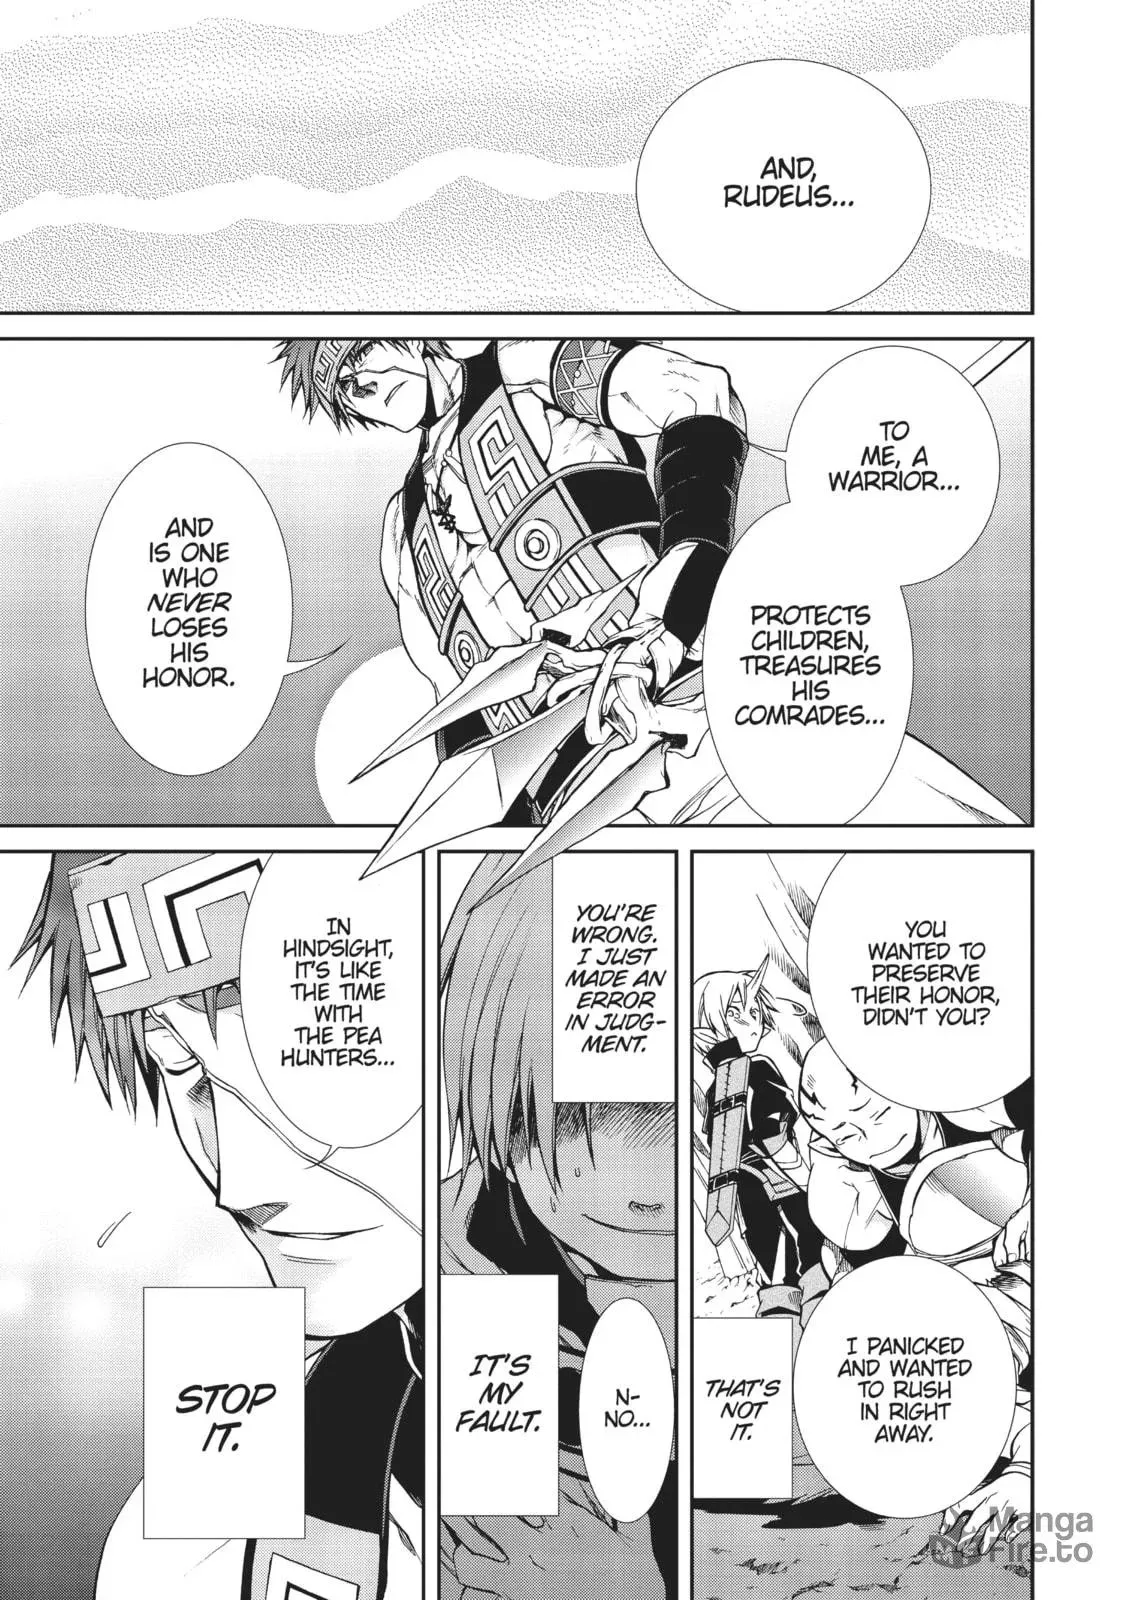 AND,
RUDEUS...
TO
ME, A
WARRIOR...
PROTECTS
CHILDREN,
TREASURES
HIS
COMRADES...
AND
IS ONE
WHO
NEVER
LOSES
HIS
HONOR.
YOU
WANTED TO
PRESERVE
THEIR HONOR,
DIDN'T YOU?
I PANICKED
AND WANTED
TO RUSH
IN RIGHT
AWAY.
THAT'S
NOT
IT.
YOU'RE
WRONG.
I JUST
MADE AN
ERROR
IN JUDG-
MENT.
N-
NO...
IT'S
MY
FAULT.
IN
HINDSIGHT,
IT'S LIKE
THE TIME
WITH
THE PEA
HUNTERS...
STOP
IT.
Manga
Fire.to